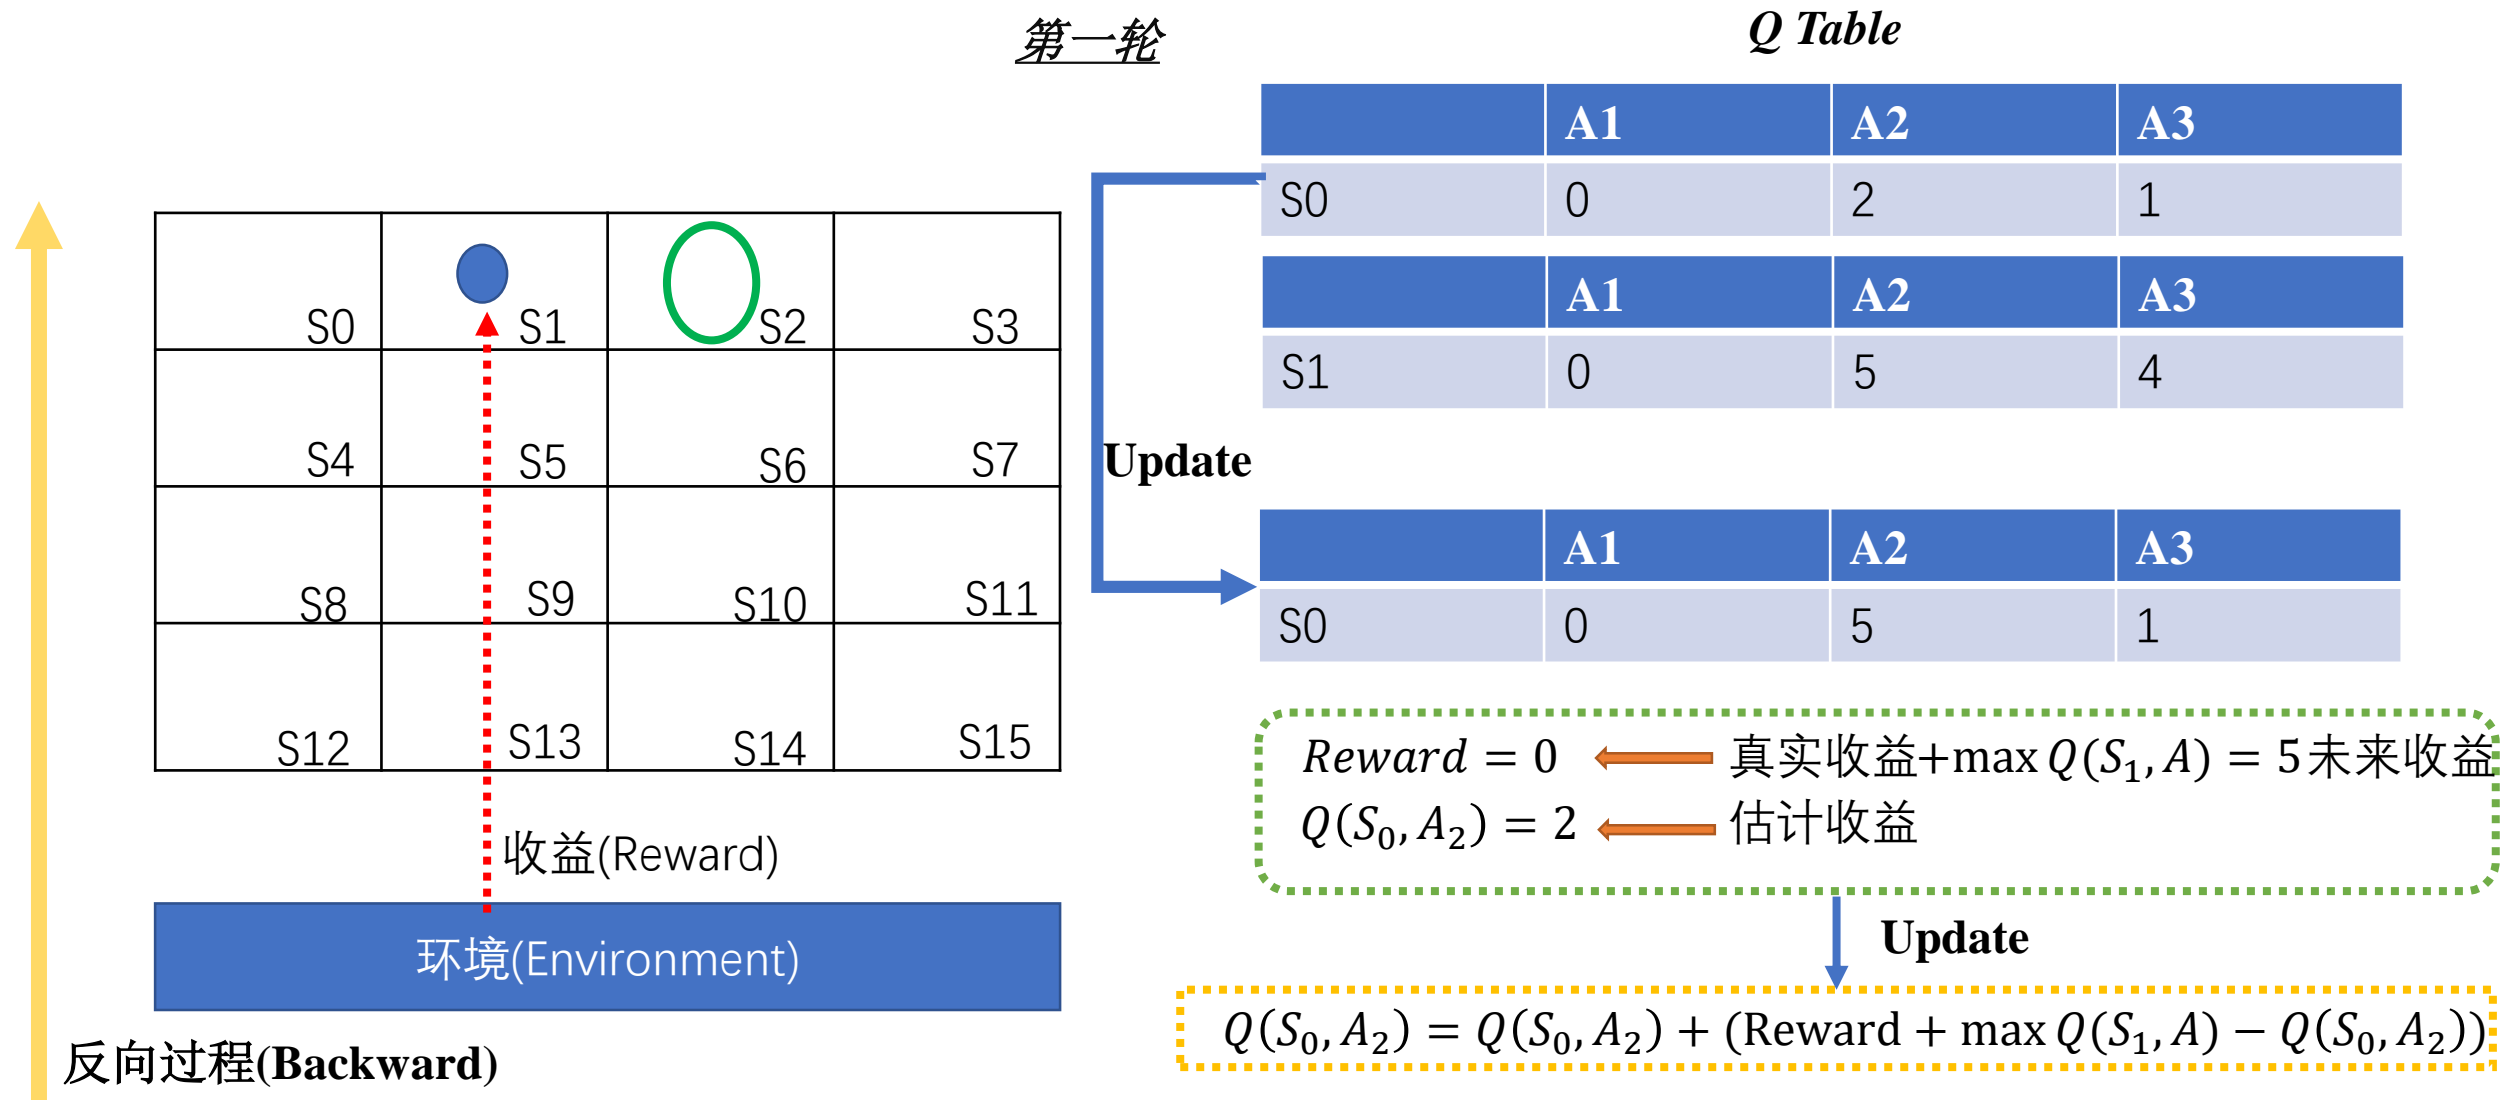 第一轮
Q Table
A1 A2 A3
S0 0 2 1
A1 A2 A3
S1 0 5 4
Update
A1 A2 A3
S0 0 5 1
S0 S1 S2 S3
S4 S5 S6 S7
S8 S9 S10 S11
S12 S13 S14 S15
收益(Reward)
环境(Environment)
反向过程(Backward)
Reward = 0 真实收益+max Q(S₁, A) = 5未来收益
Q(S₀, A₂) = 2 估计收益
Update
Q(S₀, A₂) = Q(S₀, A₂) + (Reward + max Q(S₁, A) − Q(S₀, A₂))